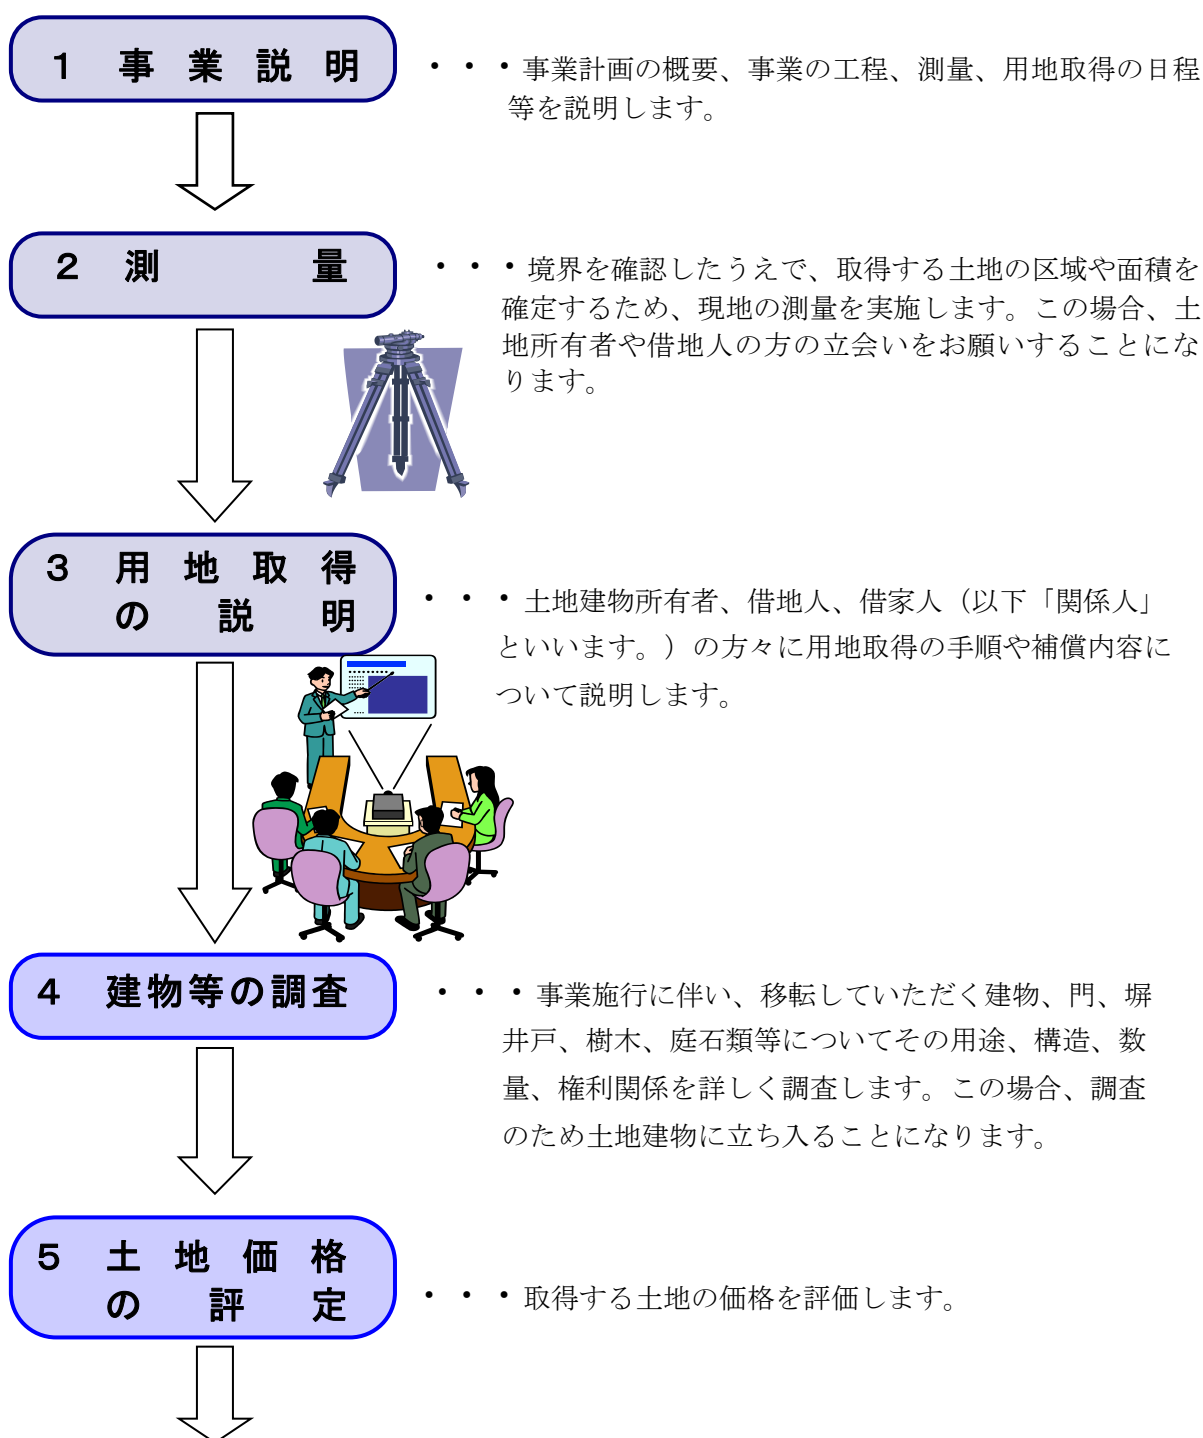 １　事　業　説　明
・・・事業計画の概要、事業の工程、測量、用地取得の日程
等を説明します。
２　測　　　　量
・・・境界を確認したうえで、取得する土地の区域や面積を
確定するため、現地の測量を実施します。この場合、土
地所有者や借地人の方の立会いをお願いすることにな
ります。
３　用　地　取　得
の　　説　　明
・・・土地建物所有者、借地人、借家人（以下「関係人」
といいます。）の方々に用地取得の手順や補償内容に
ついて説明します。
４　建物等の調査
・・・事業施行に伴い、移転していただく建物、門、塀
井戸、樹木、庭石類等についてその用途、構造、数
量、権利関係を詳しく調査します。この場合、調査
のため土地建物に立ち入ることになります。
５　土　地　価　格
の　　評　　定
・・・取得する土地の価格を評価します。